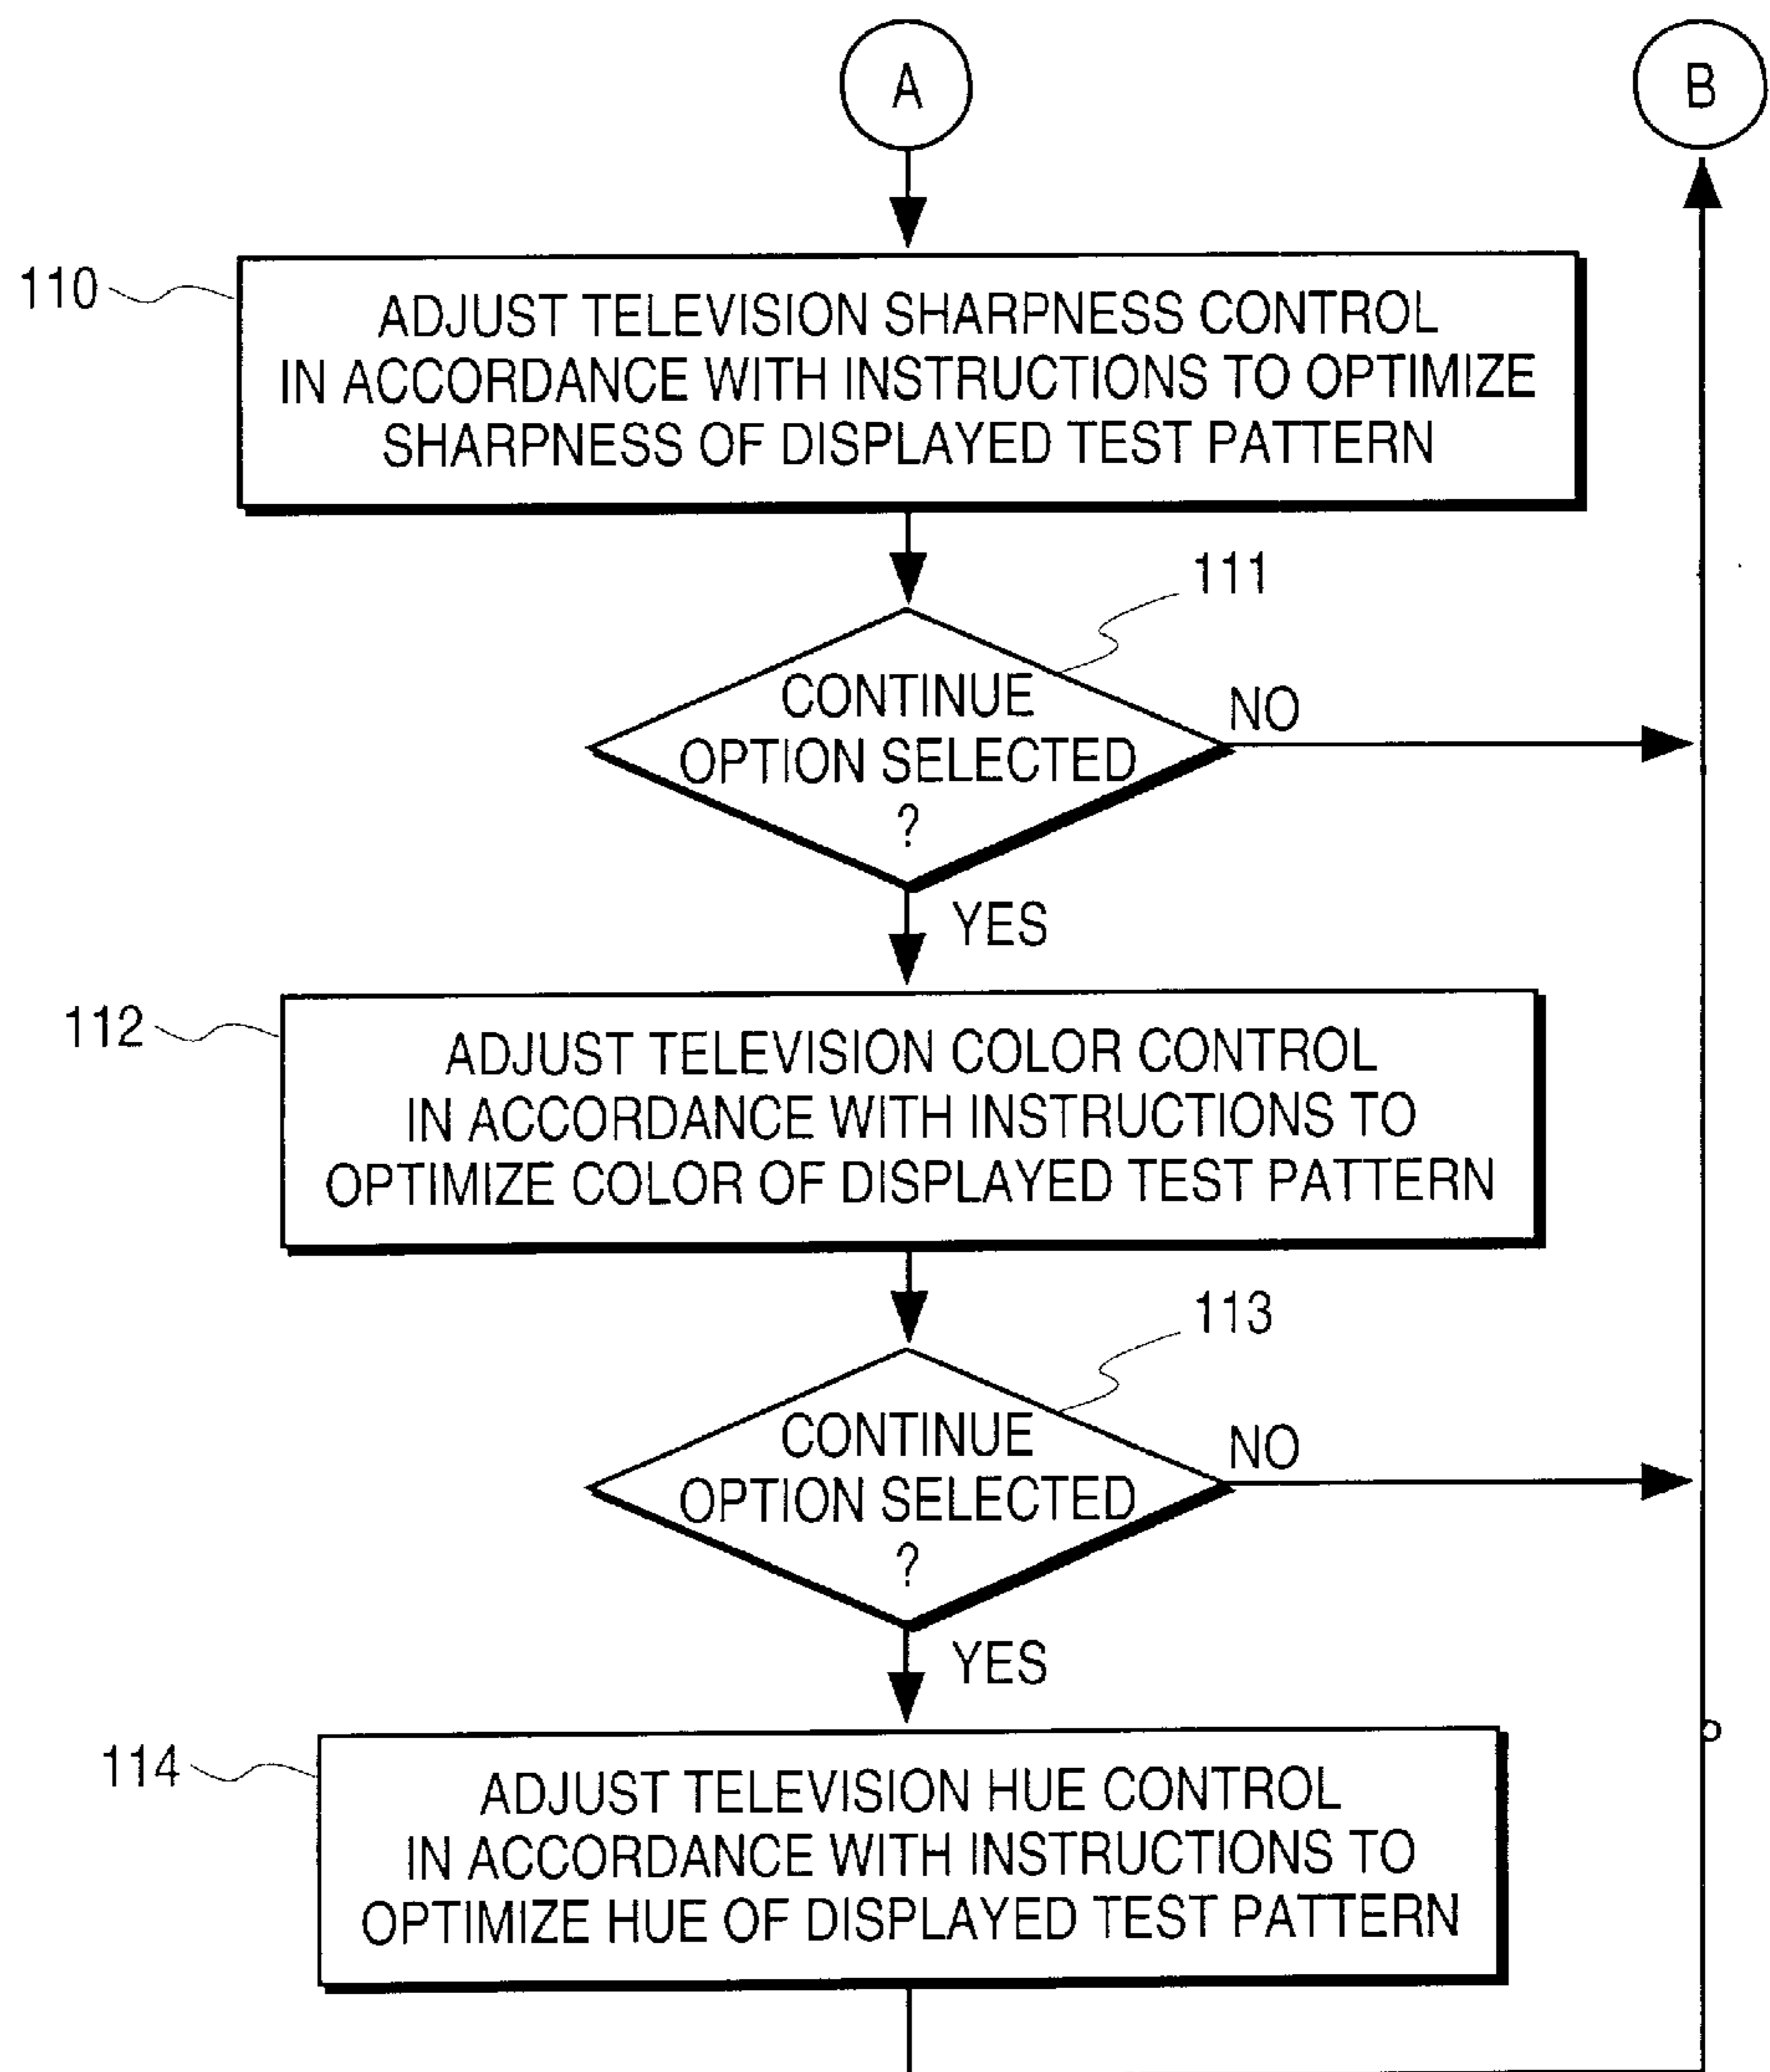 A
B
110
ADJUST TELEVISION SHARPNESS CONTROL
IN ACCORDANCE WITH INSTRUCTIONS TO OPTIMIZE
SHARPNESS OF DISPLAYED TEST PATTERN
111
CONTINUE
OPTION SELECTED
?
NO
YES
112
ADJUST TELEVISION COLOR CONTROL
IN ACCORDANCE WITH INSTRUCTIONS TO
OPTIMIZE COLOR OF DISPLAYED TEST PATTERN
113
CONTINUE
OPTION SELECTED
?
NO
YES
114
ADJUST TELEVISION HUE CONTROL
IN ACCORDANCE WITH INSTRUCTIONS TO
OPTIMIZE HUE OF DISPLAYED TEST PATTERN